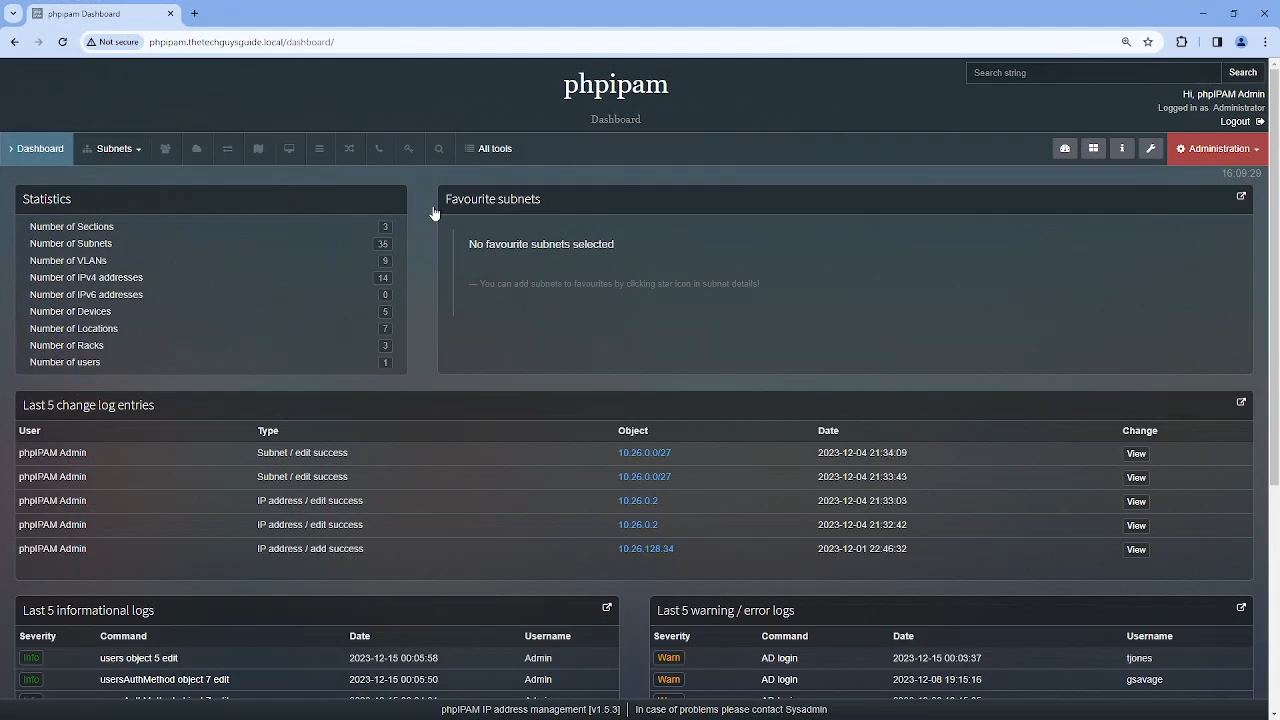 phpipam Dashboard
Not secure phpipam.thetechguysguide.local/dashboard/
phpipam
Dashboard
Search string Search
Hi, phpIPAM Admin
Logged in as Administrator
Logout
> Dashboard Subnets All tools Administration
16:09:29
Statistics
Number of Sections 3
Number of Subnets 35
Number of VLANs 9
Number of IPv4 addresses 14
Number of IPv6 addresses 0
Number of Devices 5
Number of Locations 7
Number of Racks 3
Number of users 1
Favourite subnets
No favourite subnets selected
— You can add subnets to favourites by clicking star icon in subnet details!
Last 5 change log entries
User Type Object Date Change
phpIPAM Admin Subnet / edit success 10.26.0.0/27 2023-12-04 21:34:09 View
phpIPAM Admin Subnet / edit success 10.26.0.0/27 2023-12-04 21:33:43 View
phpIPAM Admin IP address / edit success 10.26.0.2 2023-12-04 21:33:03 View
phpIPAM Admin IP address / edit success 10.26.0.2 2023-12-04 21:32:42 View
phpIPAM Admin IP address / add success 10.26.128.34 2023-12-01 22:46:32 View
Last 5 informational logs
Severity Command Date Username
Info users object 5 edit 2023-12-15 00:05:58 Admin
Info usersAuthMethod object 7 edit 2023-12-15 00:05:50 Admin
Last 5 warning / error logs
Severity Command Date Username
Warn AD login 2023-12-15 00:03:37 tjones
Warn AD login 2023-12-08 19:15:16 gsavage
phpIPAM IP address management [v1.5.3] In case of problems please contact Sysadmin